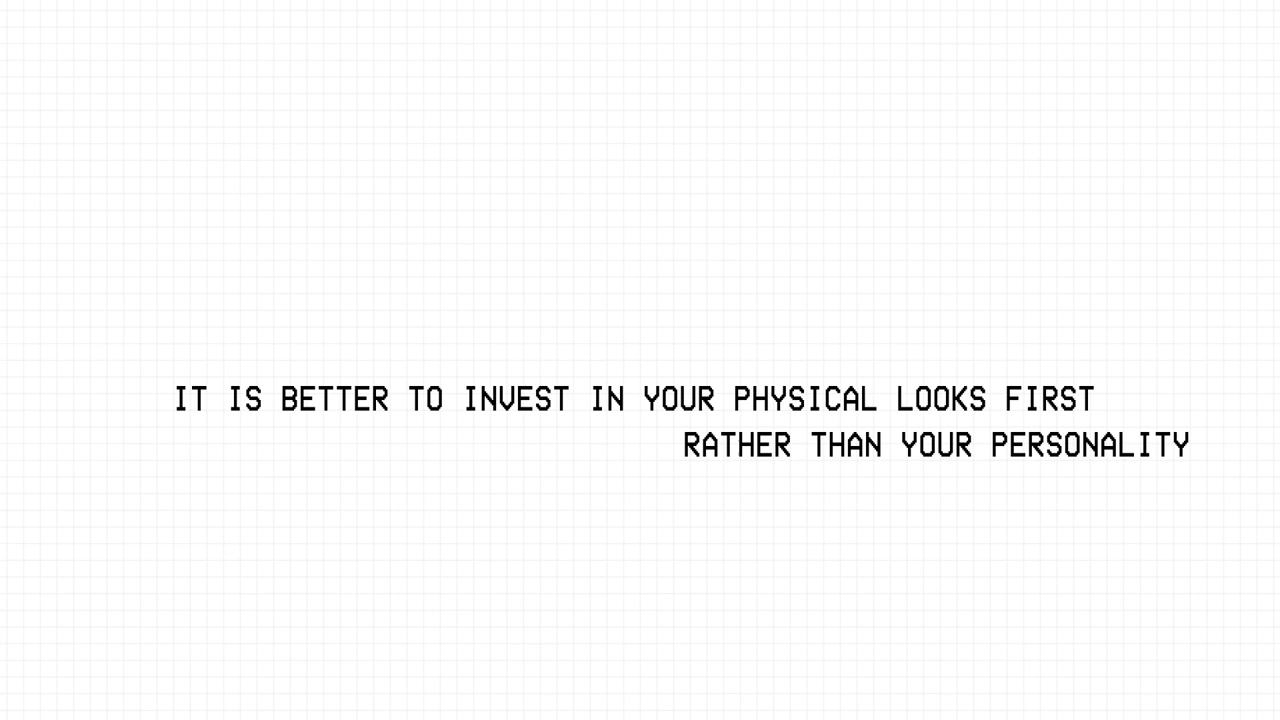 IT IS BETTER TO INVEST IN YOUR PHYSICAL LOOKS FIRST
RATHER THAN YOUR PERSONALITY